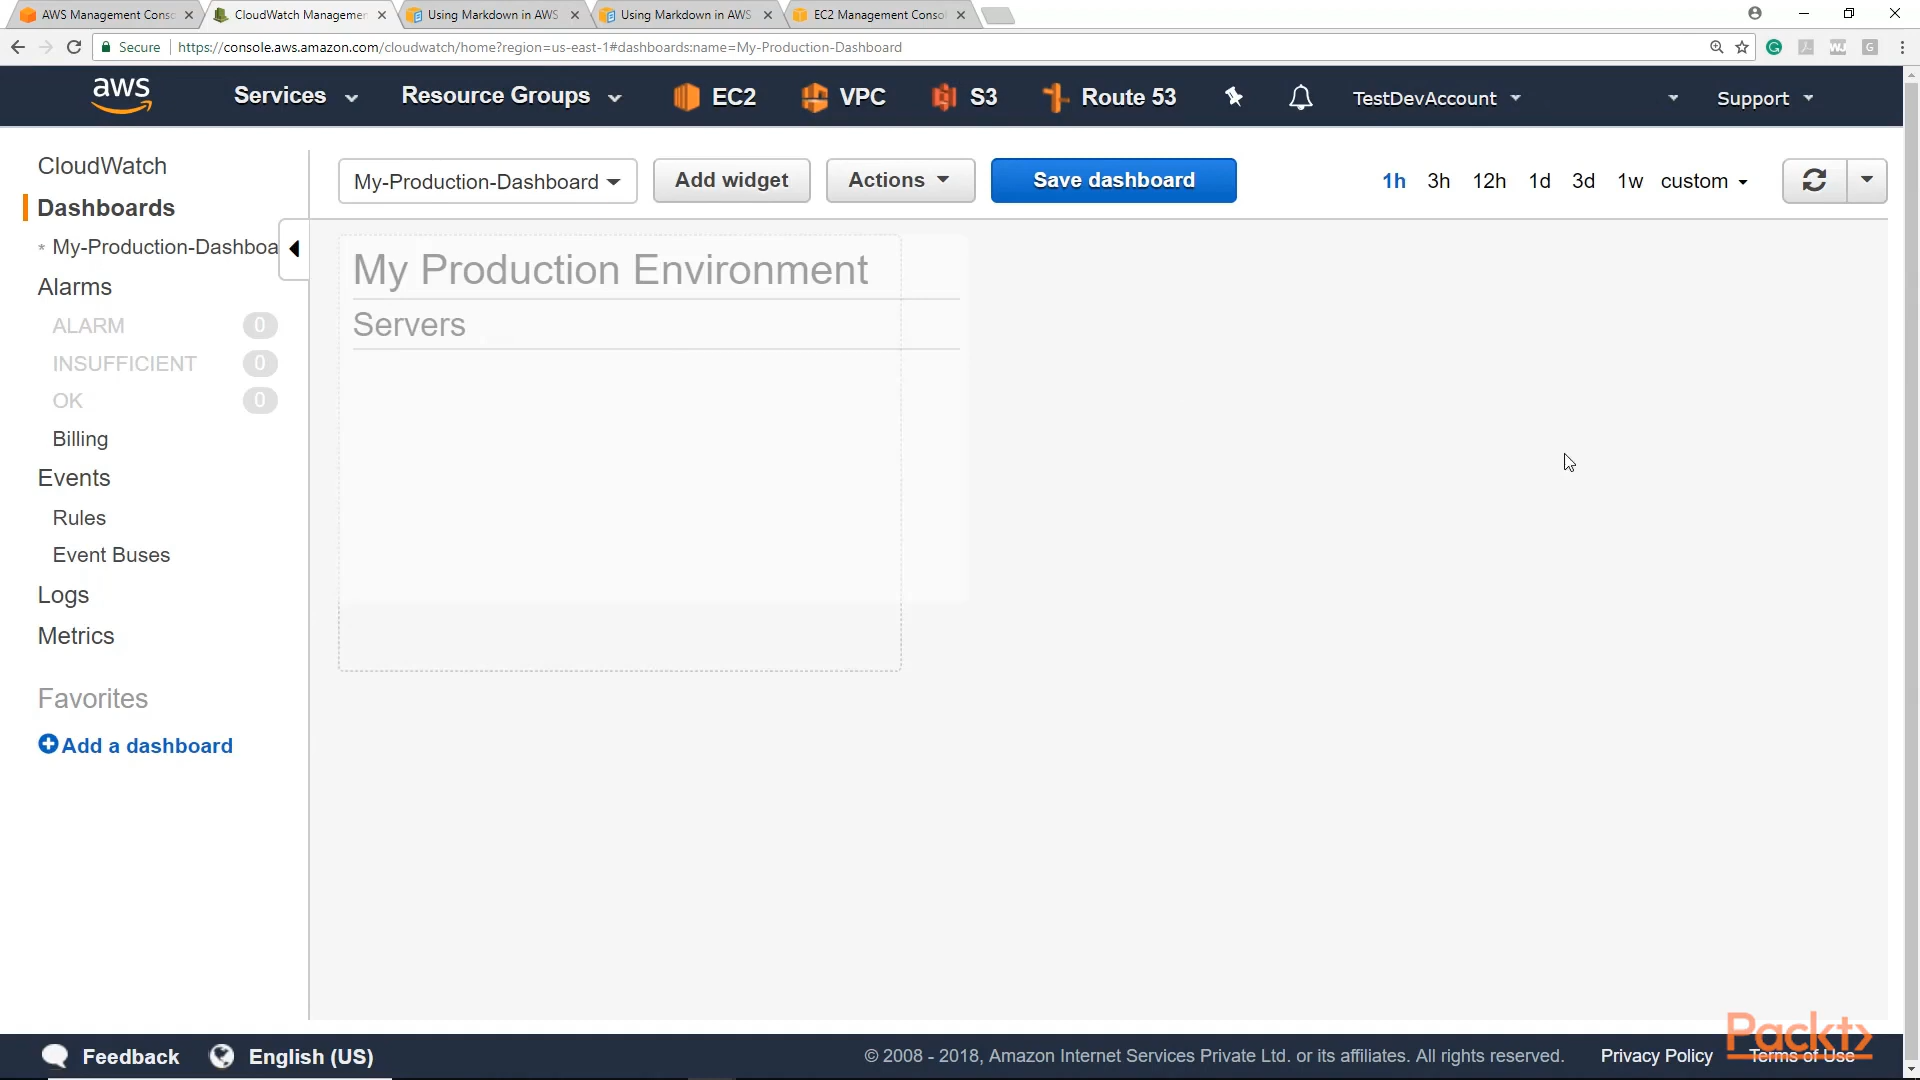 AWS Management Conso
CloudWatch Managemen
Using Markdown in AWS
Using Markdown in AWS
EC2 Management Consol
Secure
https://console.aws.amazon.com/cloudwatch/home?region=us-east-1#dashboards:name=My-Production-Dashboard
aws
Services
Resource Groups
EC2
VPC
S3
Route 53
TestDevAccount
Support
CloudWatch
Dashboards
* My-Production-Dashboa
Alarms
ALARM 0
INSUFFICIENT 0
OK 0
Billing
Events
Rules
Event Buses
Logs
Metrics
Favorites
Add a dashboard
My-Production-Dashboard
Add widget
Actions
Save dashboard
1h 3h 12h 1d 3d 1w custom
My Production Environment
Servers
Feedback
English (US)
© 2008 - 2018, Amazon Internet Services Private Ltd. or its affiliates. All rights reserved.
Privacy Policy
Terms of Use
Packt>